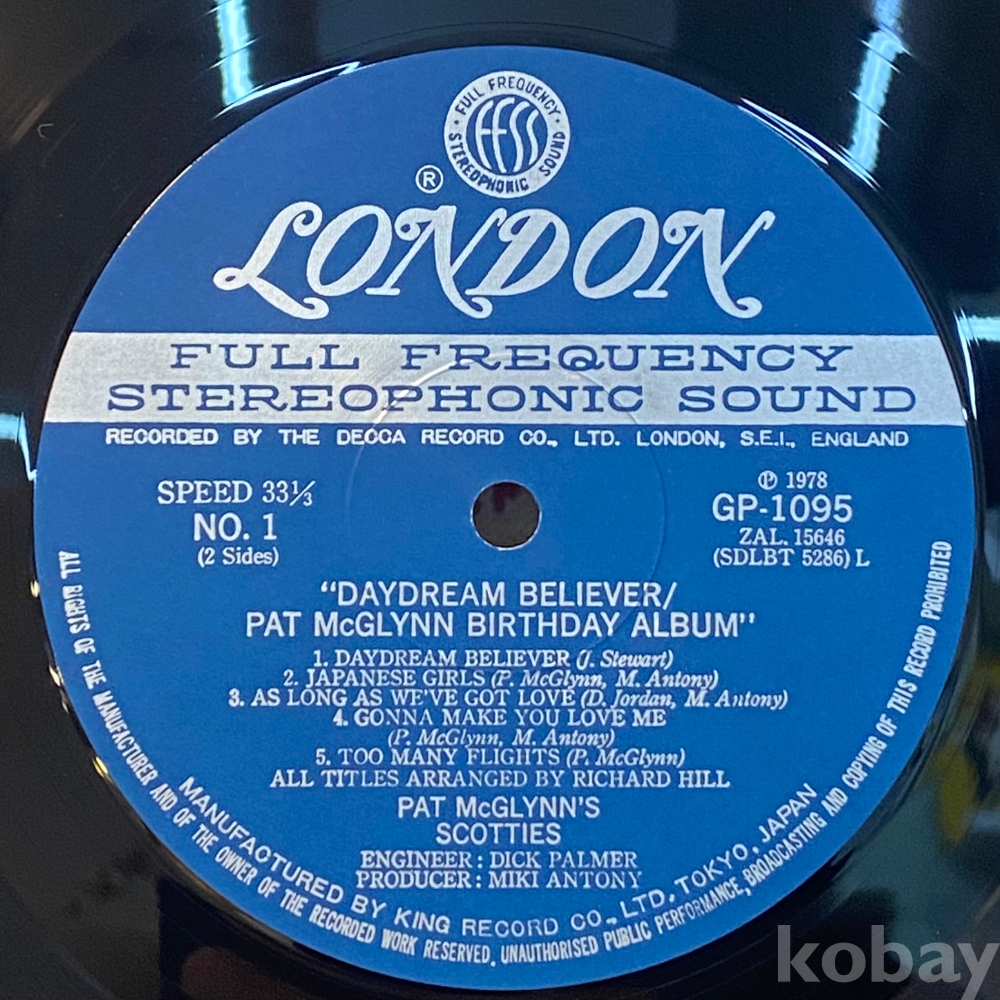 FULL FREQUENCY
FFSS
STEREOPHONIC SOUND
®
LONDON
FULL FREQUENCY
STEREOPHONIC SOUND
RECORDED BY THE DECCA RECORD CO., LTD. LONDON, S.E.I., ENGLAND
SPEED 33⅓
NO. 1
(2 Sides)
℗ 1978
GP-1095
ZAL. 15646
(SDLBT 5286) L
"DAYDREAM BELIEVER/
PAT McGLYNN BIRTHDAY ALBUM"
1. DAYDREAM BELIEVER (J. Stewart)
2. JAPANESE GIRLS (P. McGlynn, M. Antony)
3. AS LONG AS WE'VE GOT LOVE (D. Jordan, M. Antony)
4. GONNA MAKE YOU LOVE ME
(P. McGlynn, M. Antony)
5. TOO MANY FLIGHTS (P. McGlynn)
ALL TITLES ARRANGED BY RICHARD HILL
PAT McGLYNN'S
SCOTTIES
ENGINEER : DICK PALMER
PRODUCER : MIKI ANTONY
MANUFACTURED BY KING RECORD CO., LTD. TOKYO, JAPAN
ALL RIGHTS OF THE MANUFACTURER AND OF THE OWNER OF THE RECORDED WORK RESERVED. UNAUTHORISED PUBLIC PERFORMANCE, BROADCASTING AND COPYING OF THIS RECORD PROHIBITED
kobay